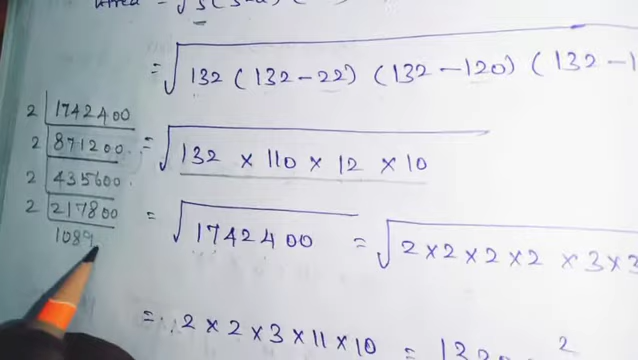 = √132 (132-22) (132-120) (132-1
2 | 1742400
2 | 871200
= √132 × 110 × 12 × 10
2 | 435600
2 | 217800
= √1742400 = √2×2×2×2 ×3×3
1089
= 2×2×3×11×10 =